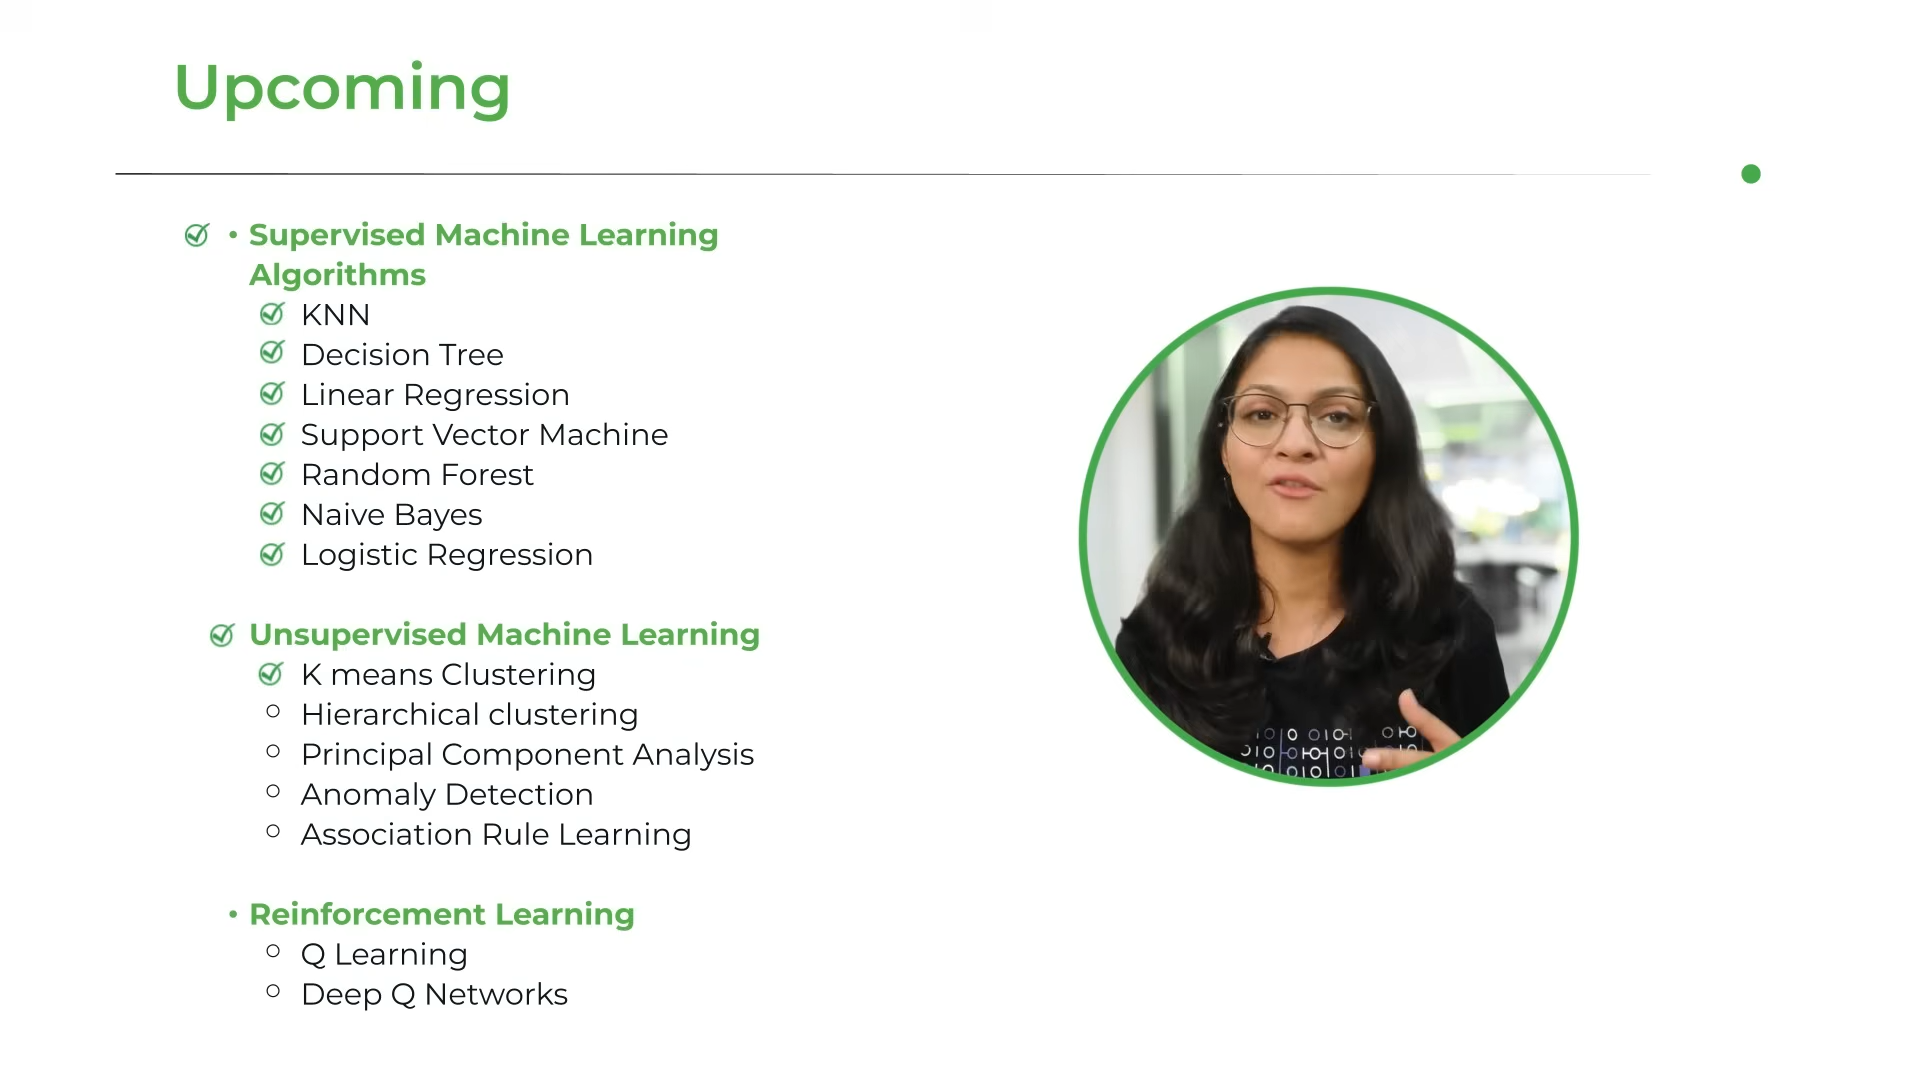 Upcoming
• Supervised Machine Learning
Algorithms
KNN
Decision Tree
Linear Regression
Support Vector Machine
Random Forest
Naive Bayes
Logistic Regression
Unsupervised Machine Learning
K means Clustering
Hierarchical clustering
Principal Component Analysis
Anomaly Detection
Association Rule Learning
• Reinforcement Learning
Q Learning
Deep Q Networks